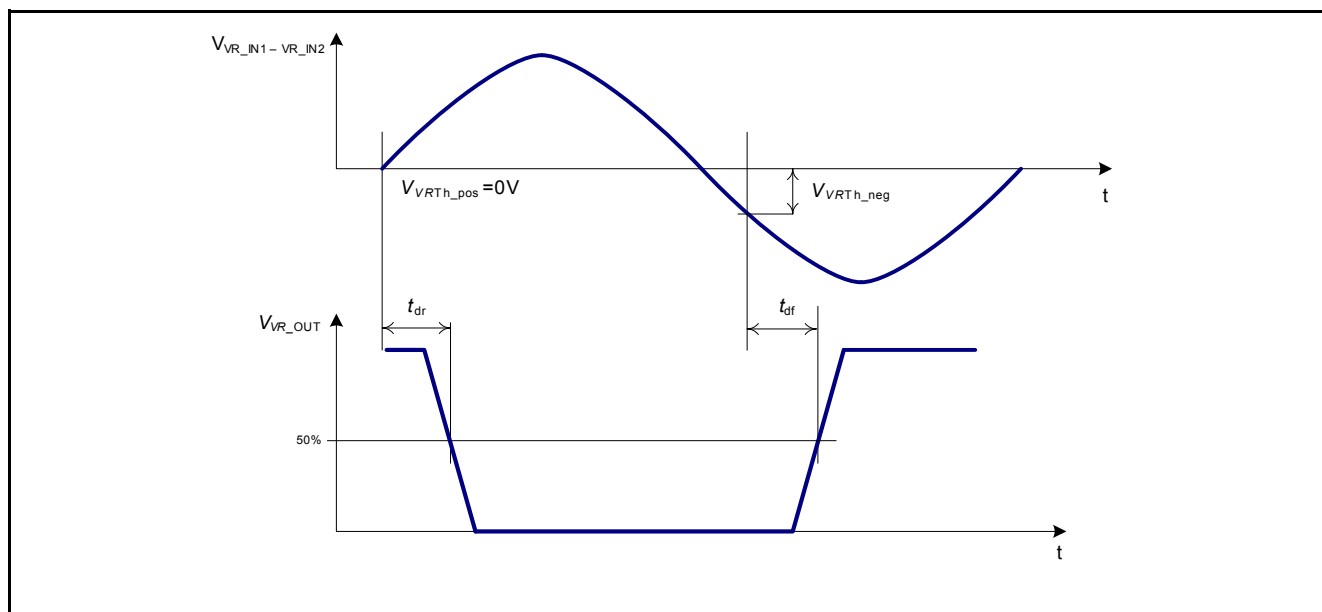 VVR_IN1 – VR_IN2
VVRTh_pos =0V
VVRTh_neg
t
tdr
tdf
VVR_OUT
50%
t